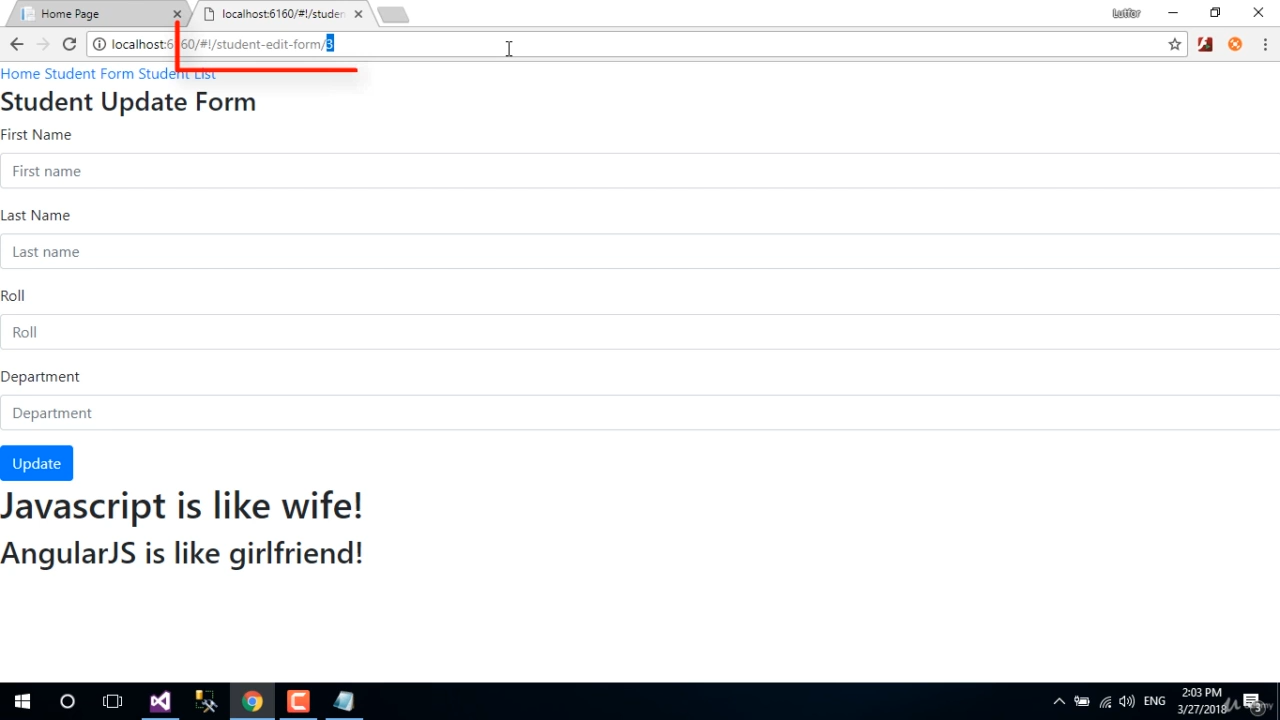 Home Page
localhost:6160/#!/studen
Lutfor
localhost:6160/#!/student-edit-form/3
Home Student Form Student List
Student Update Form
First Name
First name
Last Name
Last name
Roll
Roll
Department
Department
Update
Javascript is like wife!
AngularJS is like girlfriend!
2:03 PM
ENG
3/27/2018
3